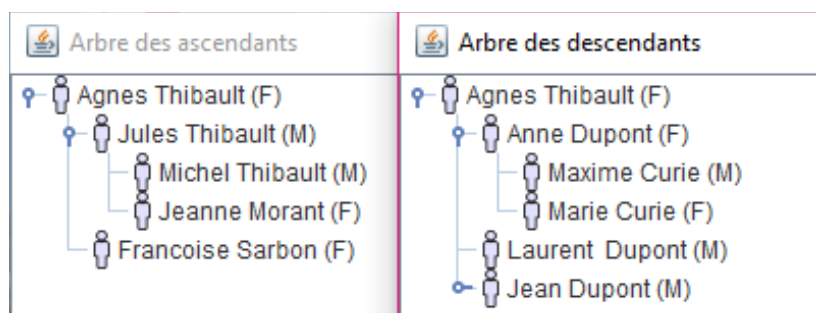 Arbre des ascendants
Agnes Thibault (F)
Jules Thibault (M)
Michel Thibault (M)
Jeanne Morant (F)
Francoise Sarbon (F)
Arbre des descendants
Agnes Thibault (F)
Anne Dupont (F)
Maxime Curie (M)
Marie Curie (F)
Laurent  Dupont (M)
Jean Dupont (M)